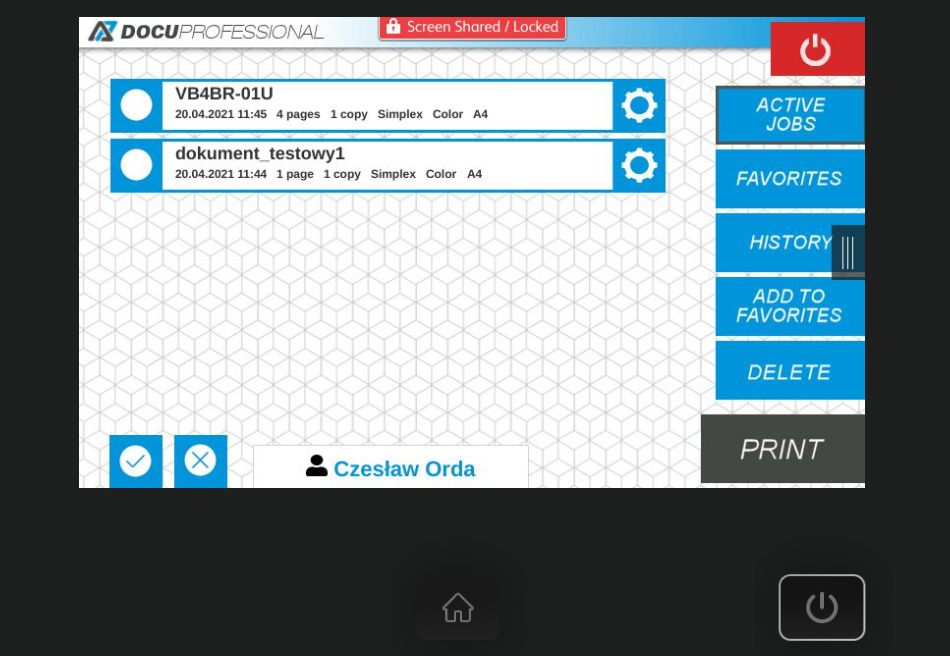 DOCUPROFESSIONAL
Screen Shared / Locked
VB4BR-01U
20.04.2021 11:45 4 pages 1 copy Simplex Color A4
dokument_testowy1
20.04.2021 11:44 1 page 1 copy Simplex Color A4
ACTIVE
JOBS
FAVORITES
HISTORY
ADD TO
FAVORITES
DELETE
PRINT
Czesław Orda